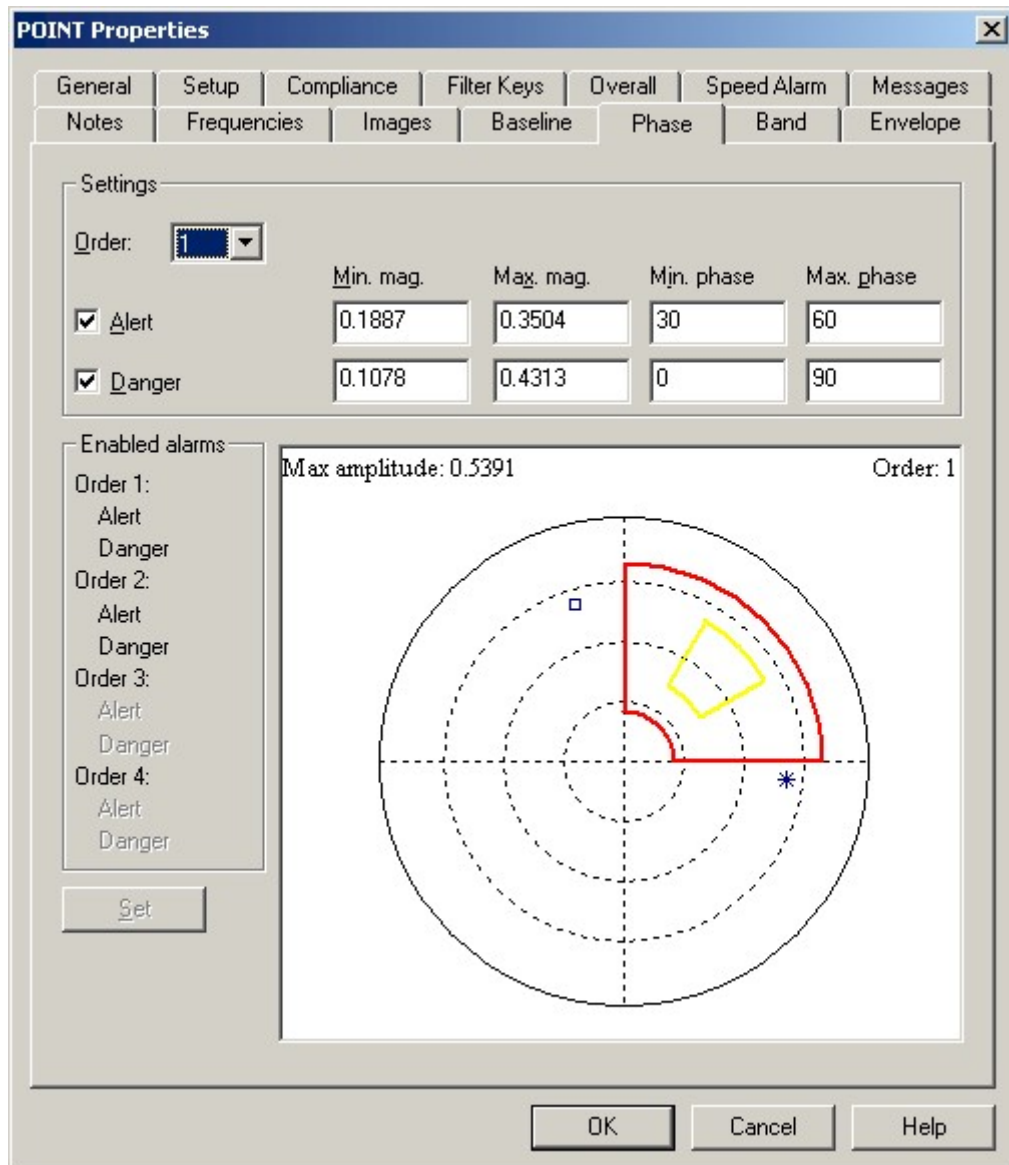 POINT Properties
General Setup Compliance Filter Keys Overall Speed Alarm Messages
Notes Frequencies Images Baseline Phase Band Envelope
Settings
Order: 1
Min. mag. Max. mag. Min. phase Max. phase
Alert 0.1887 0.3504 30 60
Danger 0.1078 0.4313 0 90
Enabled alarms
Order 1:
Alert
Danger
Order 2:
Alert
Danger
Order 3:
Alert
Danger
Order 4:
Alert
Danger
Set
Max amplitude: 0.5391 Order: 1
OK Cancel Help